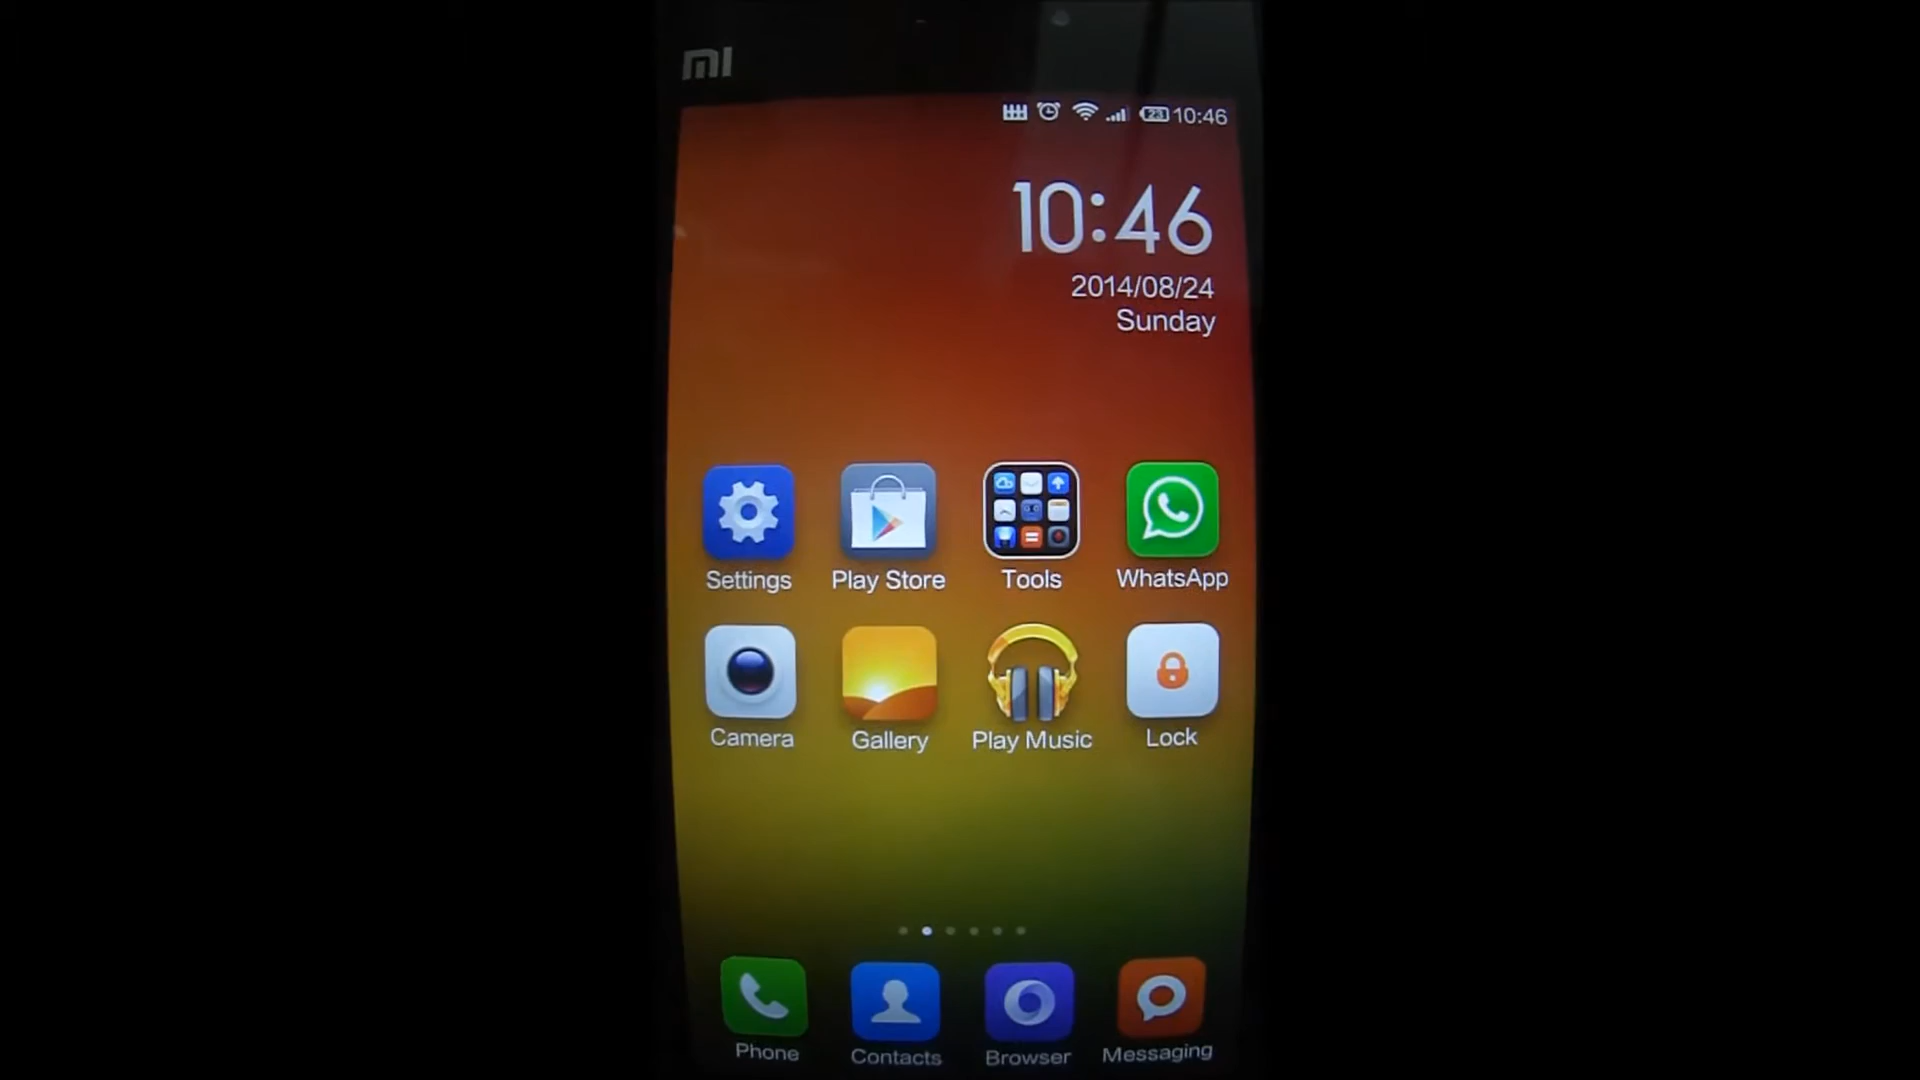 mi
23 10:46
10:46
2014/08/24
Sunday
Settings Play Store Tools WhatsApp
Camera Gallery Play Music Lock
Phone Contacts Browser Messaging